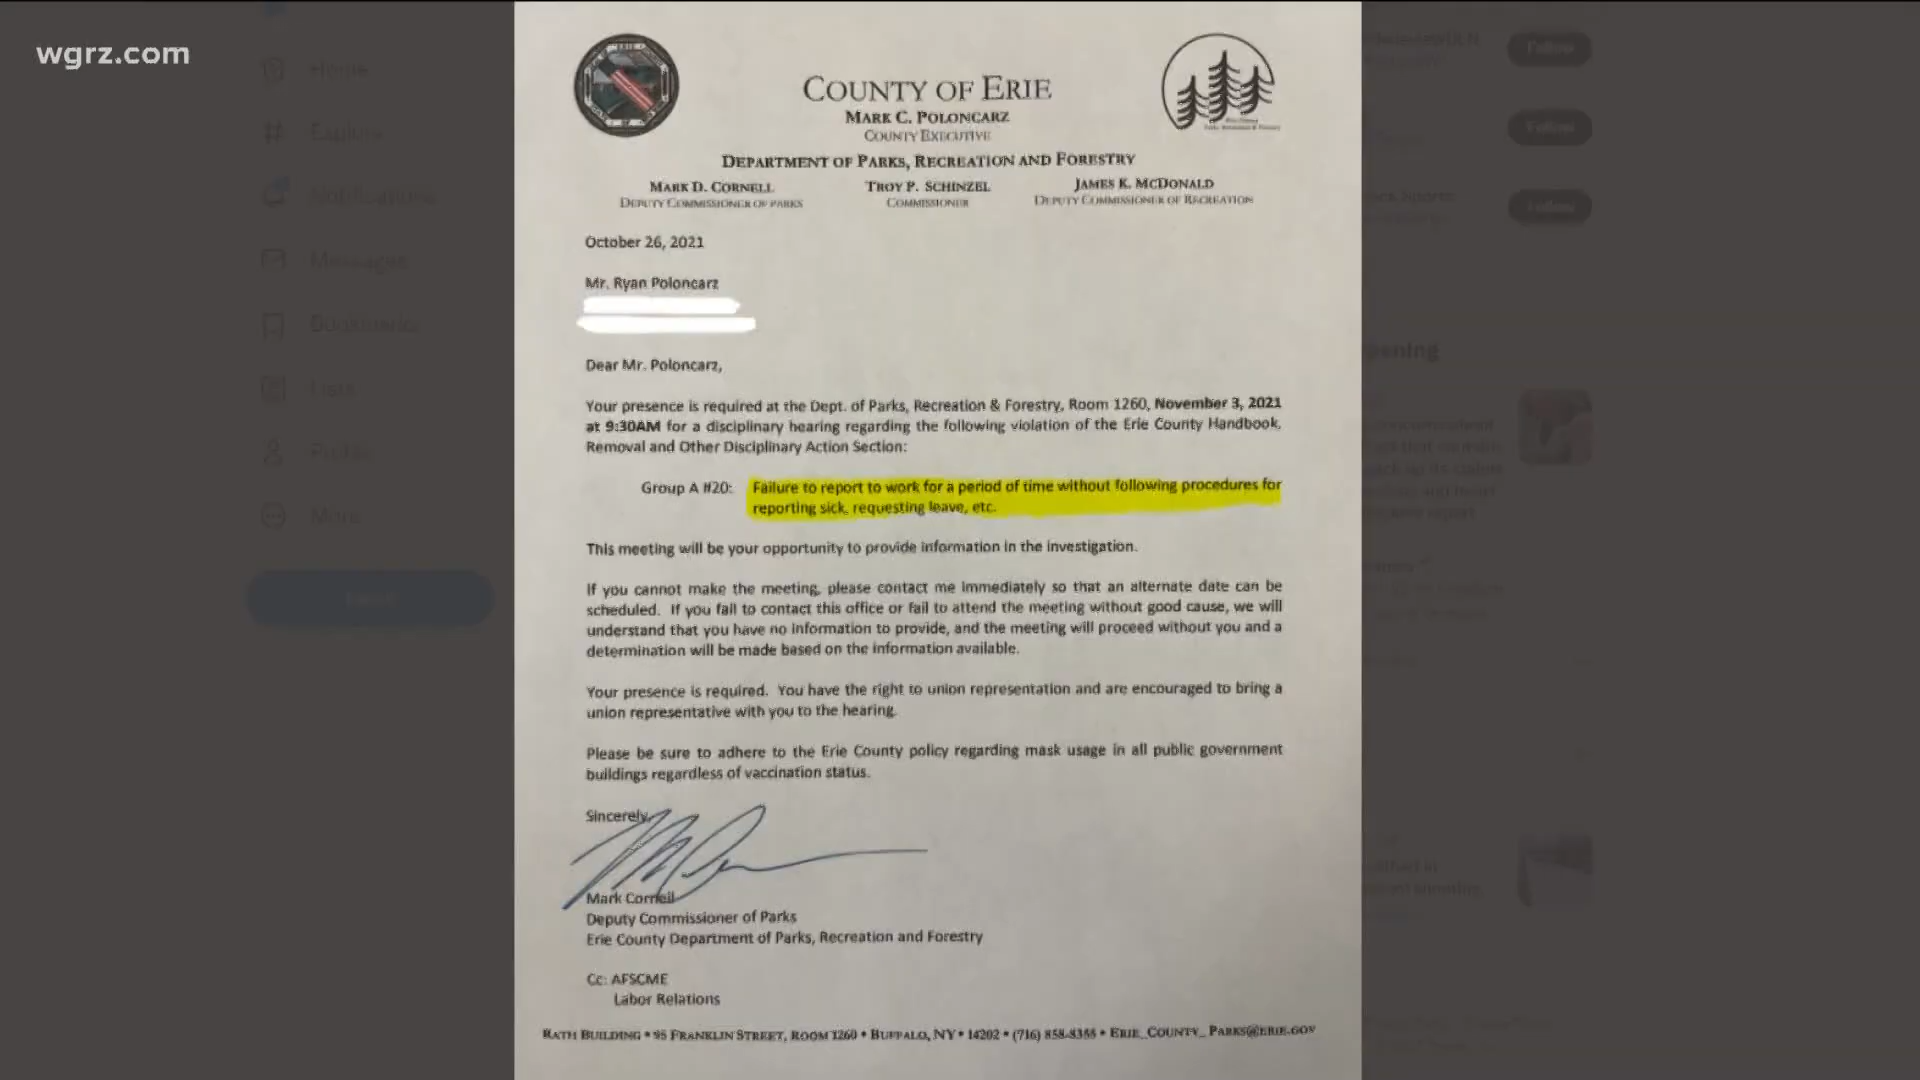 wgrz.com
Home
Explore
Notifications
Messages
Bookmarks
Lists
Profile
More
Follow
Follow
Follow
COUNTY OF ERIE
MARK C. POLONCARZ
COUNTY EXECUTIVE
DEPARTMENT OF PARKS, RECREATION AND FORESTRY
MARK D. CORNELL
DEPUTY COMMISSIONER OF PARKS
TROY P. SCHINZEL
COMMISSIONER
JAMES K. MCDONALD
DEPUTY COMMISSIONER OF RECREATION
October 26, 2021
Mr. Ryan Poloncarz
Dear Mr. Poloncarz,
Your presence is required at the Dept. of Parks, Recreation & Forestry, Room 1260, November 3, 2021
at 9:30AM for a disciplinary hearing regarding the following violation of the Erie County Handbook,
Removal and Other Disciplinary Action Section:
Group A #20: Failure to report to work for a period of time without following procedures for
reporting sick, requesting leave, etc.
This meeting will be your opportunity to provide information in the investigation.
If you cannot make the meeting, please contact me immediately so that an alternate date can be
scheduled. If you fail to contact this office or fail to attend the meeting without good cause, we will
understand that you have no information to provide, and the meeting will proceed without you and a
determination will be made based on the information available.
Your presence is required. You have the right to union representation and are encouraged to bring a
union representative with you to the hearing.
Please be sure to adhere to the Erie County policy regarding mask usage in all public government
buildings regardless of vaccination status.
Sincerely,
Mark Cornell
Deputy Commissioner of Parks
Erie County Department of Parks, Recreation and Forestry
Cc: AFSCME
Labor Relations
RATH BUILDING • 95 FRANKLIN STREET, ROOM 1260 • BUFFALO, NY • 14202 • (716) 858-8355 • ERIE_COUNTY_PARKS@ERIE.GOV